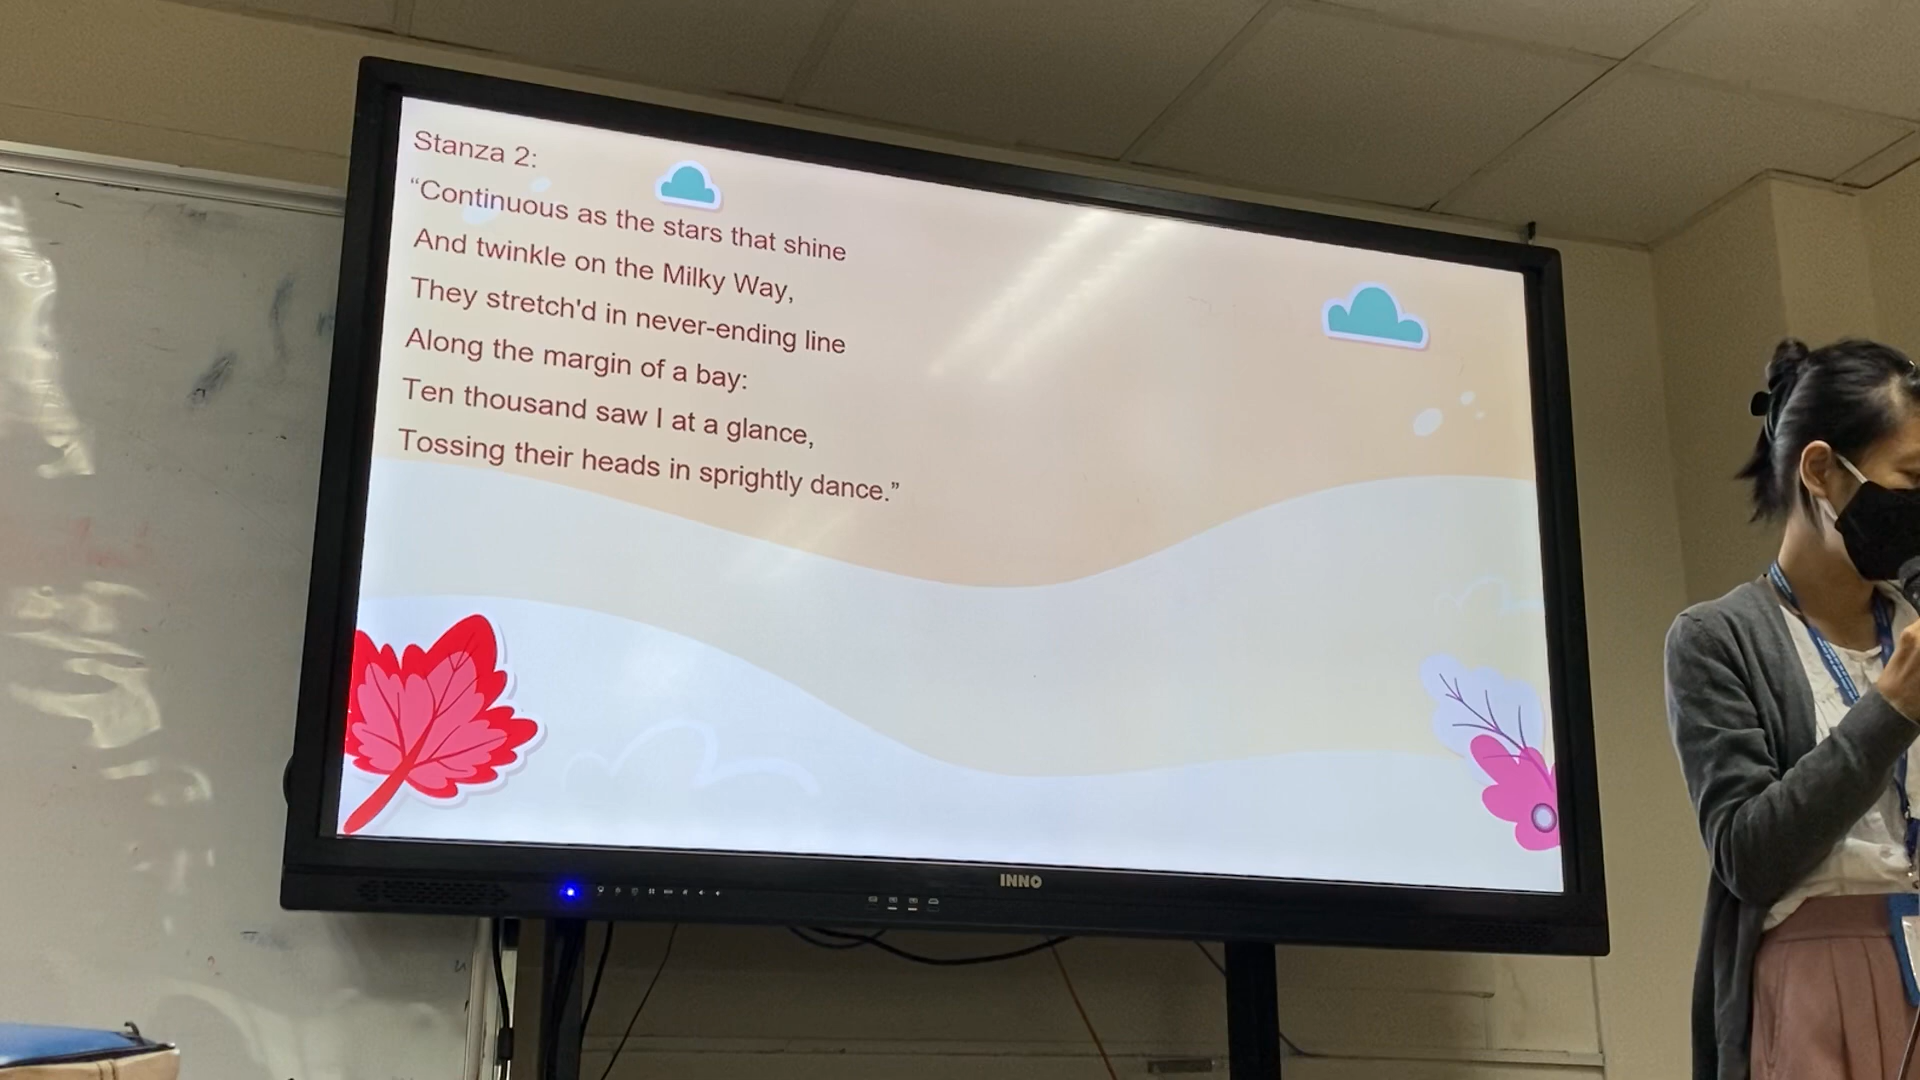 Stanza 2:
“Continuous as the stars that shine
And twinkle on the Milky Way,
They stretch'd in never-ending line
Along the margin of a bay:
Ten thousand saw I at a glance,
Tossing their heads in sprightly dance.”
INNO